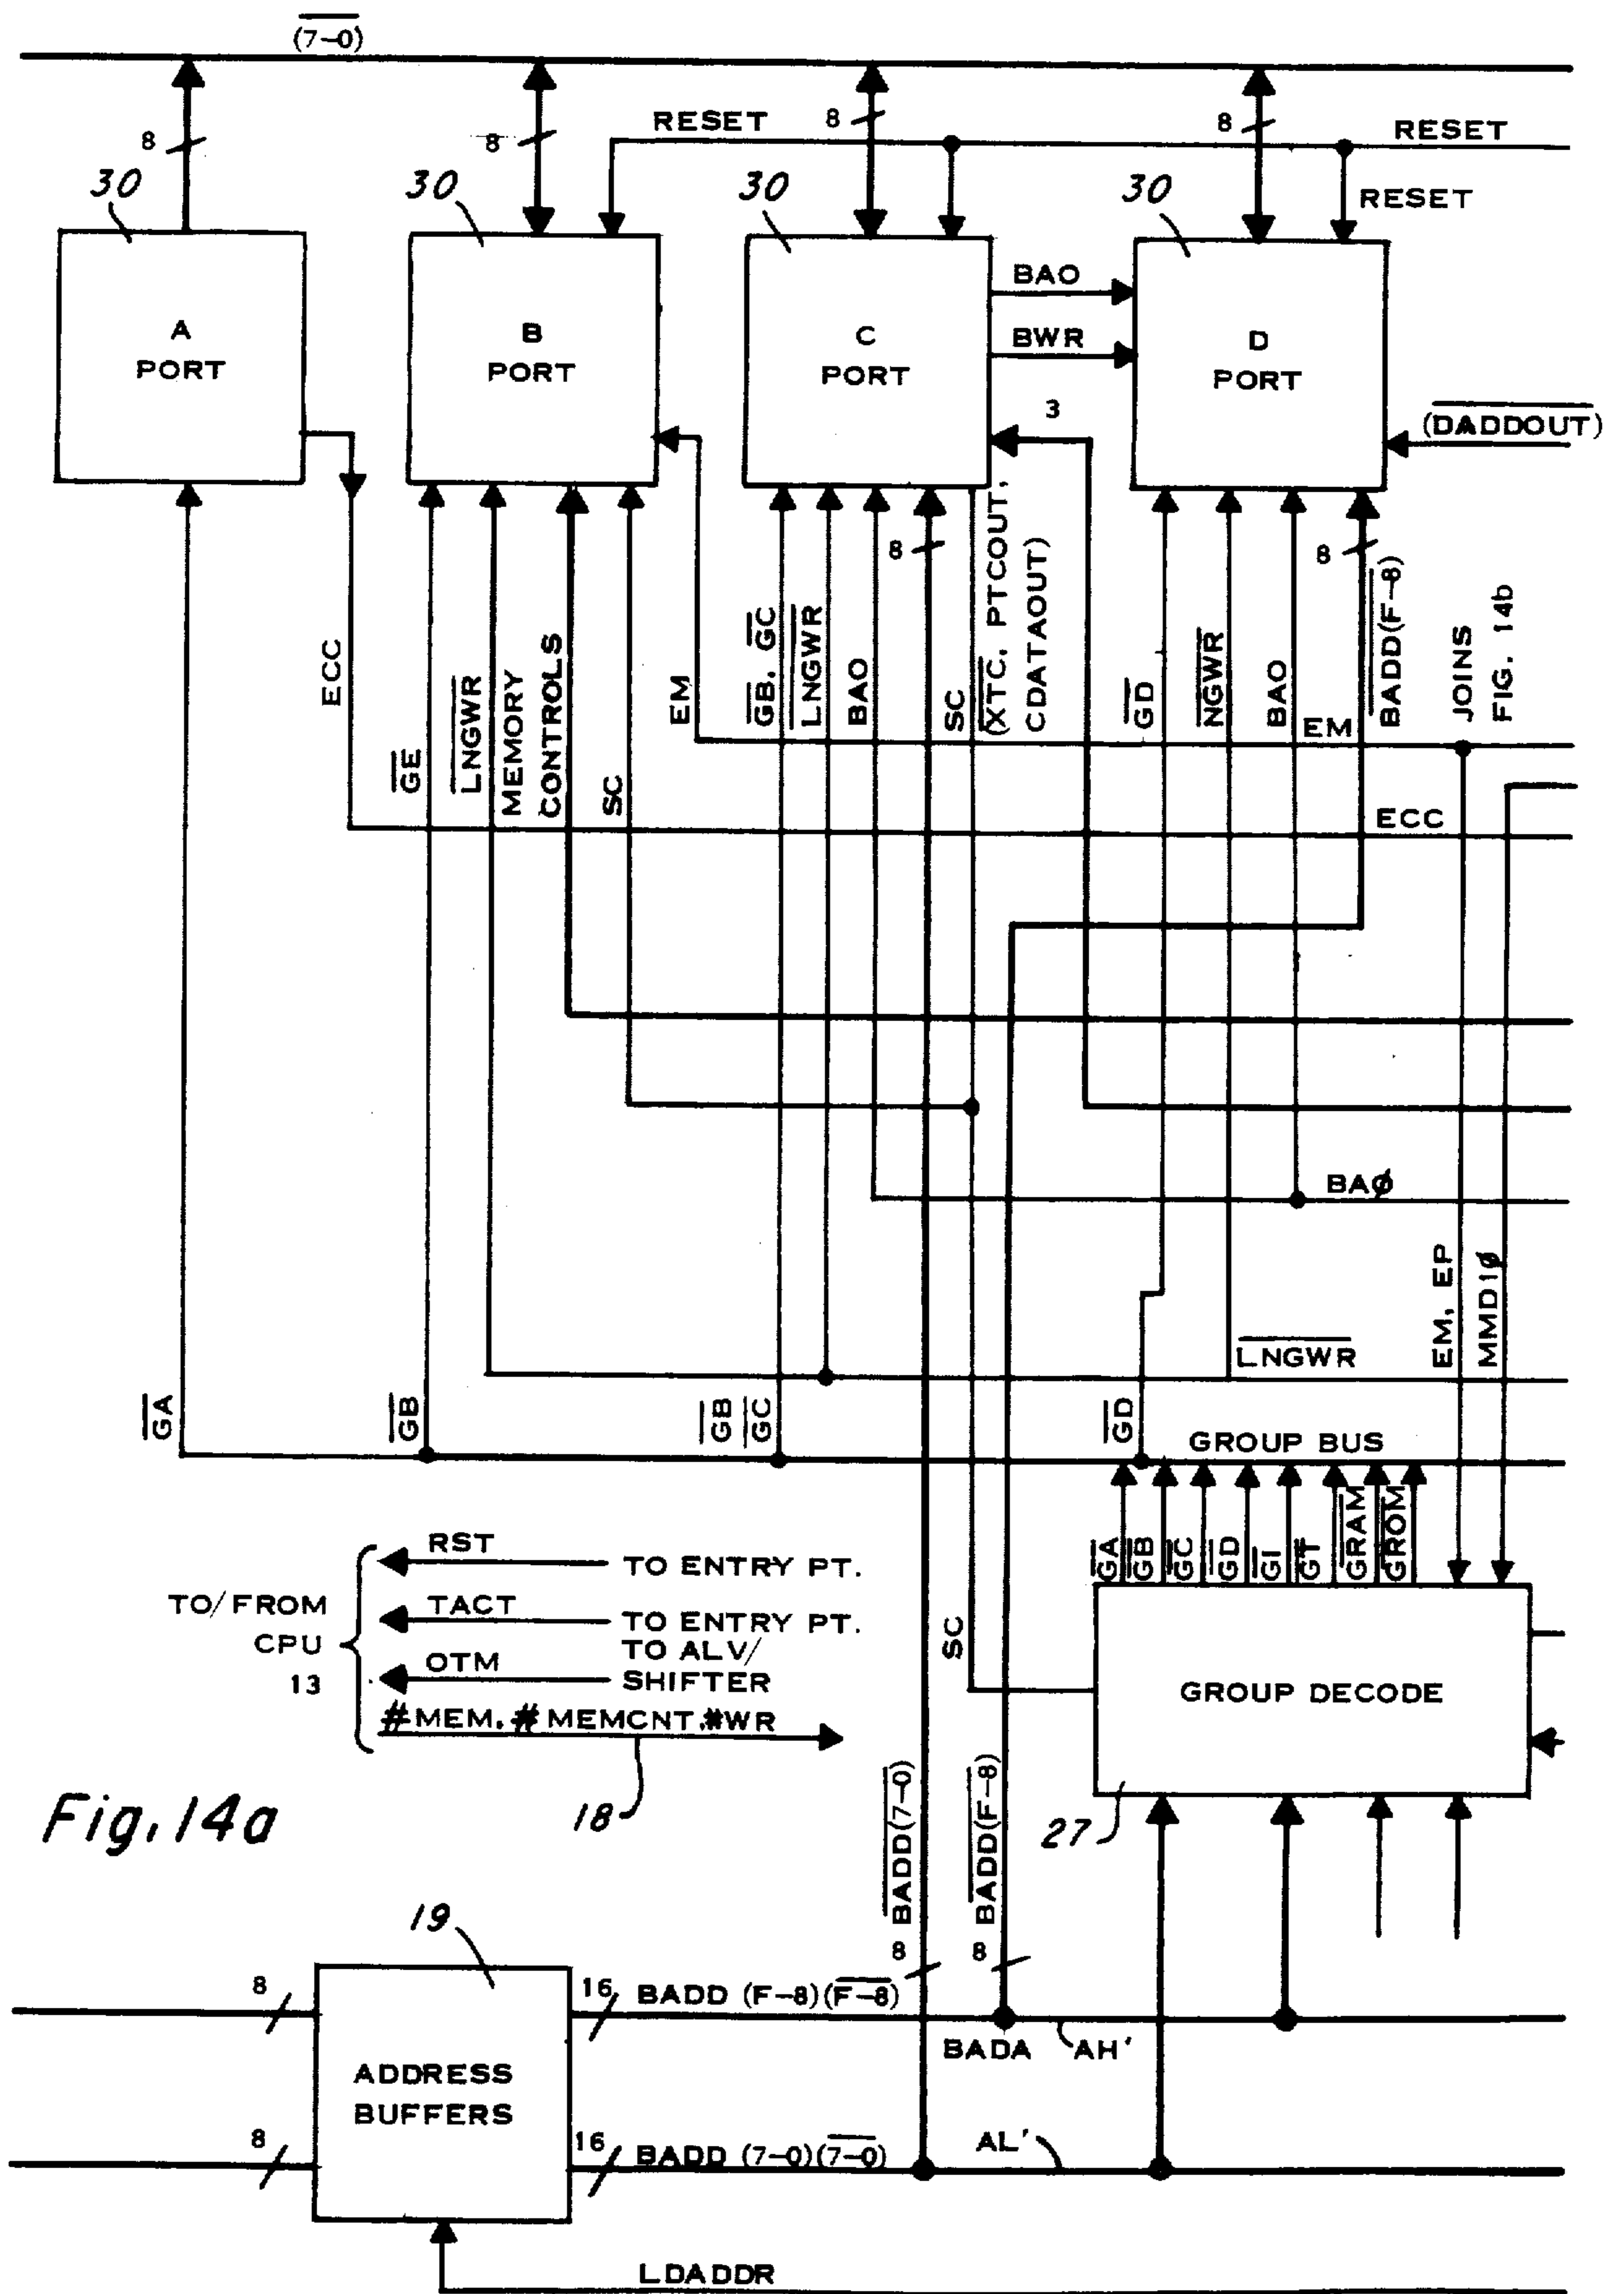 (7-0)
8
8
8
8
RESET
RESET
RESET
30
30
30
30
A
PORT
B
PORT
C
PORT
D
PORT
BAO
BWR
3
(DADDOUT)
8
8
ECC
GE
LNGWR
MEMORY
CONTROLS
SC
EM
GB, GC
LNGWR
BAO
SC
(XTC, PTCOUT,
CDATAOUT)
GD
NGWR
BAO
BADD(F-8)
EM
JOINS
FIG. 14b
ECC
BAØ
EM, EP
MMD1Ø
LNGWR
GA
GB
GB
GC
GD
GROUP BUS
GA
GB
GC
GD
GI
GT
GRAM
GROM
RST
TO ENTRY PT.
TO/FROM
CPU
13
TACT
TO ENTRY PT.
TO ALV/
OTM
SHIFTER
#MEM. #MEMCNT.#WR
18
SC
GROUP DECODE
27
Fig. 14a
BADD(7-0)
BADD(F-8)
19
8
8
8
16
BADD (F-8)(F-8)
BADA
AH'
ADDRESS
BUFFERS
8
16
BADD (7-0)(7-0)
AL'
LDADDR